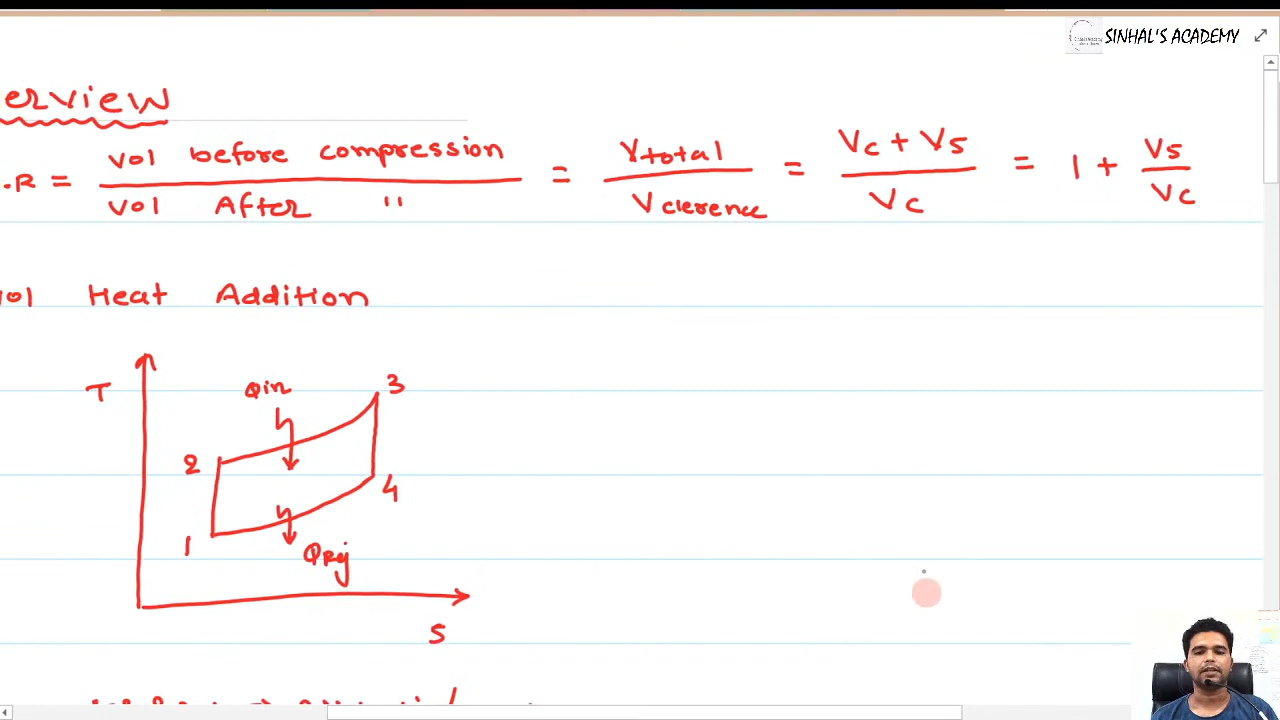 SINHAL'S ACADEMY
erview
.R = vol before compression / vol After " = Vtotal / Vclerence = Vc + Vs / Vc = 1 + Vs / Vc
vol Heat Addition
T
Qin
3
2
4
1
QRej
S